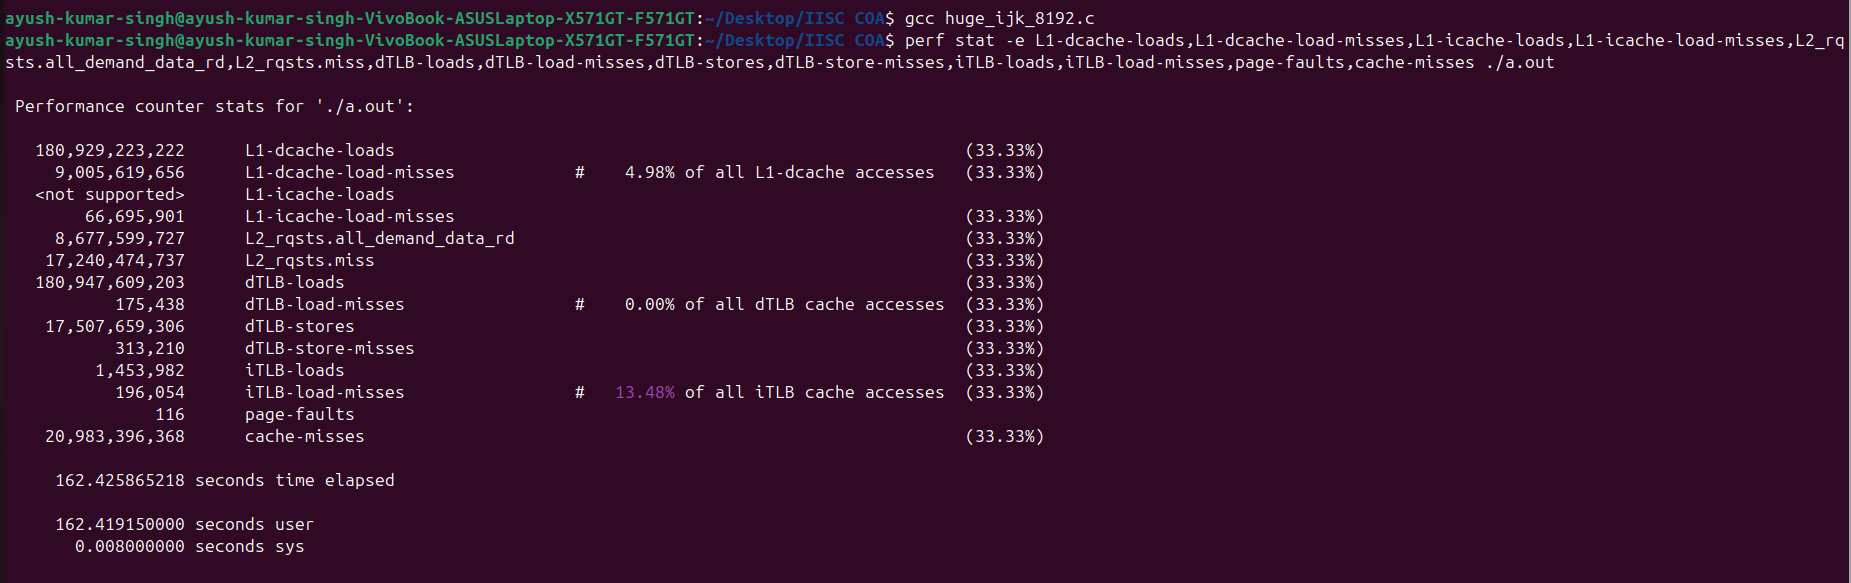 ayush-kumar-singh@ayush-kumar-singh-VivoBook-ASUSLaptop-X571GT-F571GT:~/Desktop/IISC COA$ gcc huge_ijk_8192.c
ayush-kumar-singh@ayush-kumar-singh-VivoBook-ASUSLaptop-X571GT-F571GT:~/Desktop/IISC COA$ perf stat -e L1-dcache-loads,L1-dcache-load-misses,L1-icache-loads,L1-icache-load-misses,L2_rq
sts.all_demand_data_rd,L2_rqsts.miss,dTLB-loads,dTLB-load-misses,dTLB-stores,dTLB-store-misses,iTLB-loads,iTLB-load-misses,page-faults,cache-misses ./a.out
Performance counter stats for './a.out':
180,929,223,222 L1-dcache-loads (33.33%)
9,005,619,656 L1-dcache-load-misses # 4.98% of all L1-dcache accesses (33.33%)
<not supported> L1-icache-loads
66,695,901 L1-icache-load-misses (33.33%)
8,677,599,727 L2_rqsts.all_demand_data_rd (33.33%)
17,240,474,737 L2_rqsts.miss (33.33%)
180,947,609,203 dTLB-loads (33.33%)
175,438 dTLB-load-misses # 0.00% of all dTLB cache accesses (33.33%)
17,507,659,306 dTLB-stores (33.33%)
313,210 dTLB-store-misses (33.33%)
1,453,982 iTLB-loads (33.33%)
196,054 iTLB-load-misses # 13.48% of all iTLB cache accesses (33.33%)
116 page-faults
20,983,396,368 cache-misses (33.33%)
162.425865218 seconds time elapsed
162.419150000 seconds user
0.008000000 seconds sys